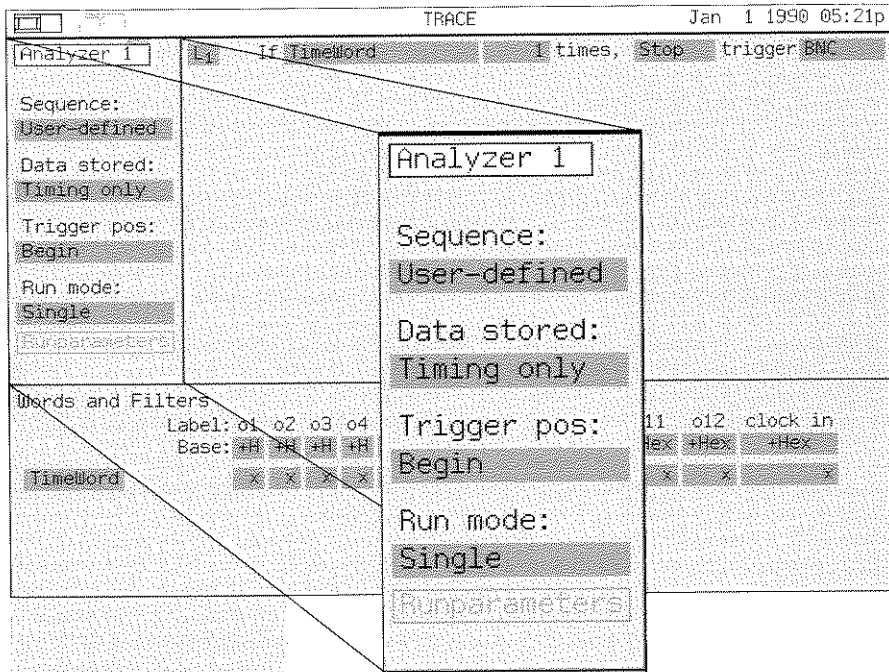 TRACE Jan 1 1990 05:21p
Analyzer 1
L1 If TimeWord 1 times, Stop trigger BNC
Sequence:
User-defined
Data stored:
Timing only
Trigger pos:
Begin
Run mode:
Single
Runparameters
Analyzer 1
Sequence:
User-defined
Data stored:
Timing only
Trigger pos:
Begin
Run mode:
Single
Runparameters
Words and Filters
Label: o1 o2 o3 o4 11 o12 clock in
Base: +H +H +H +H Hex +Hex +Hex
TimeWord x x x x x x x